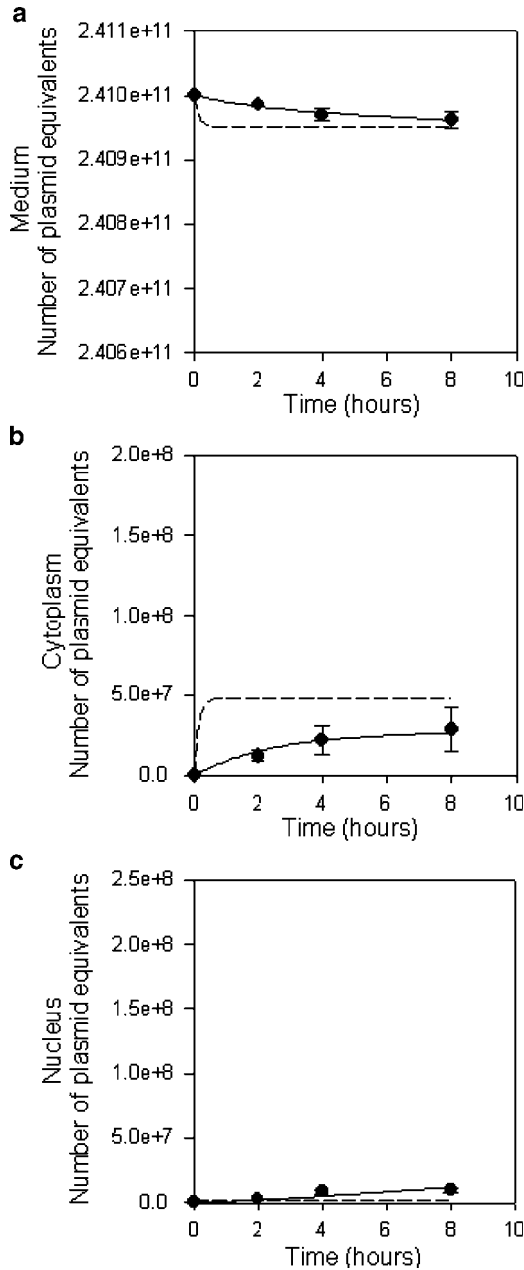 a
2.411e+11
2.410e+11
2.409e+11
2.408e+11
2.407e+11
2.406e+11
Medium
Number of plasmid equivalents
0 2 4 6 8 10
Time (hours)
b
2.0e+8
1.5e+8
1.0e+8
5.0e+7
0.0
Cytoplasm
Number of plasmid equivalents
0 2 4 6 8 10
Time (hours)
c
2.5e+8
2.0e+8
1.5e+8
1.0e+8
5.0e+7
0.0
Nucleus
Number of plasmid equivalents
0 2 4 6 8 10
Time (hours)